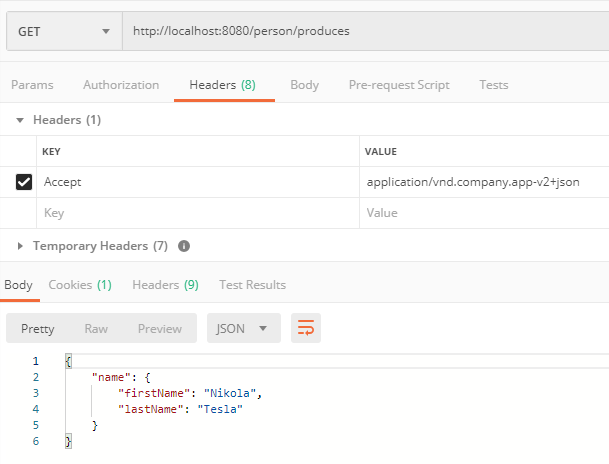 GET http://localhost:8080/person/produces
Params Authorization Headers (8) Body Pre-request Script Tests
Headers (1)
KEY VALUE
Accept application/vnd.company.app-v2+json
Key Value
Temporary Headers (7) i
Body Cookies (1) Headers (9) Test Results
Pretty Raw Preview JSON
1 {
2 "name": {
3 "firstName": "Nikola",
4 "lastName": "Tesla"
5 }
6 }